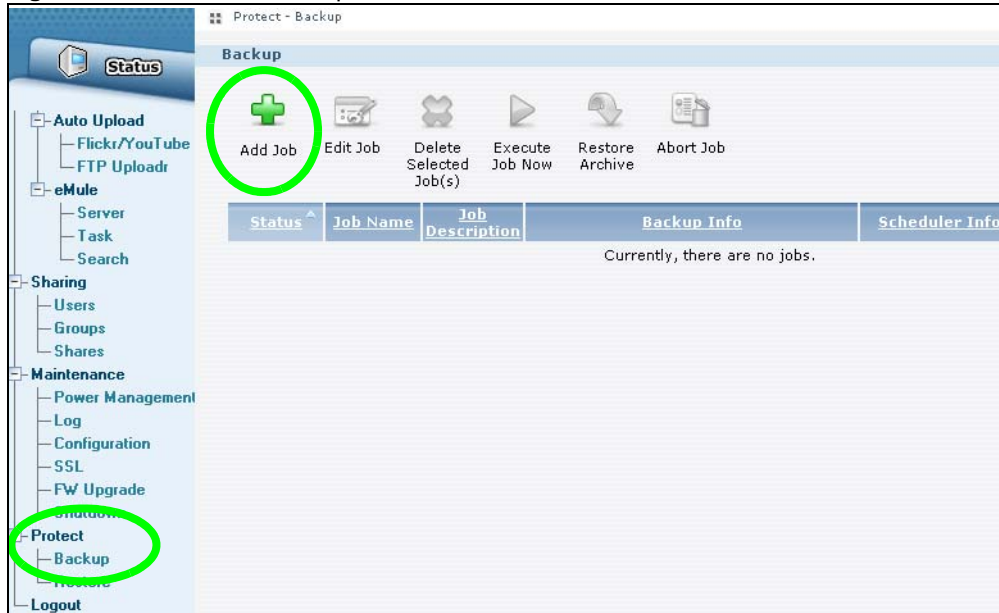 Protect - Backup
Status
Backup
Add Job
Edit Job
Delete Selected Job(s)
Execute Job Now
Restore Archive
Abort Job
Status
Job Name
Job Description
Backup Info
Scheduler Info
Currently, there are no jobs.
Auto Upload
Flickr/YouTube
FTP Uploadr
eMule
Server
Task
Search
Sharing
Users
Groups
Shares
Maintenance
Power Management
Log
Configuration
SSL
FW Upgrade
Protect
Backup
Logout